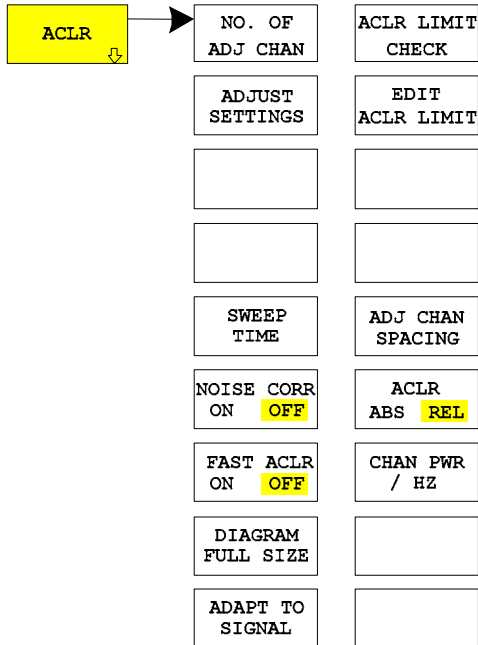 ACLR
NO. OF
ADJ CHAN
ADJUST
SETTINGS
SWEEP
TIME
NOISE CORR
ON OFF
FAST ACLR
ON OFF
DIAGRAM
FULL SIZE
ADAPT TO
SIGNAL
ACLR LIMIT
CHECK
EDIT
ACLR LIMIT
ADJ CHAN
SPACING
ACLR
ABS REL
CHAN PWR
/ HZ